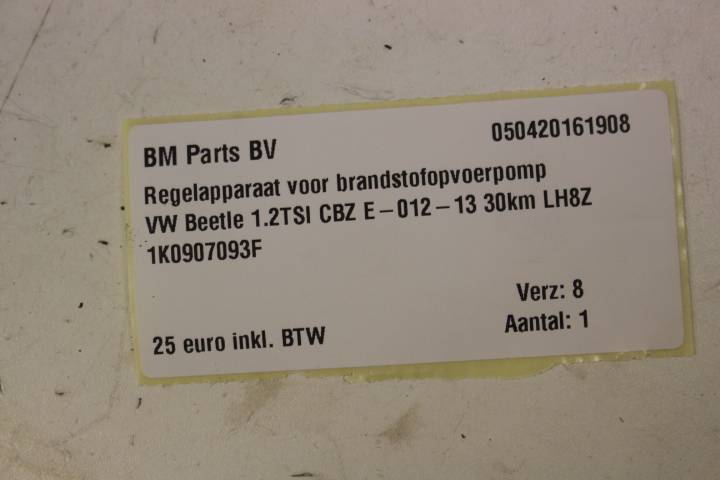 BM Parts BV 050420161908
Regelapparaat voor brandstofopvoerpomp
VW Beetle 1.2TSI CBZ E-012-13 30km LH8Z
1K0907093F
Verz: 8
25 euro inkl. BTW Aantal: 1